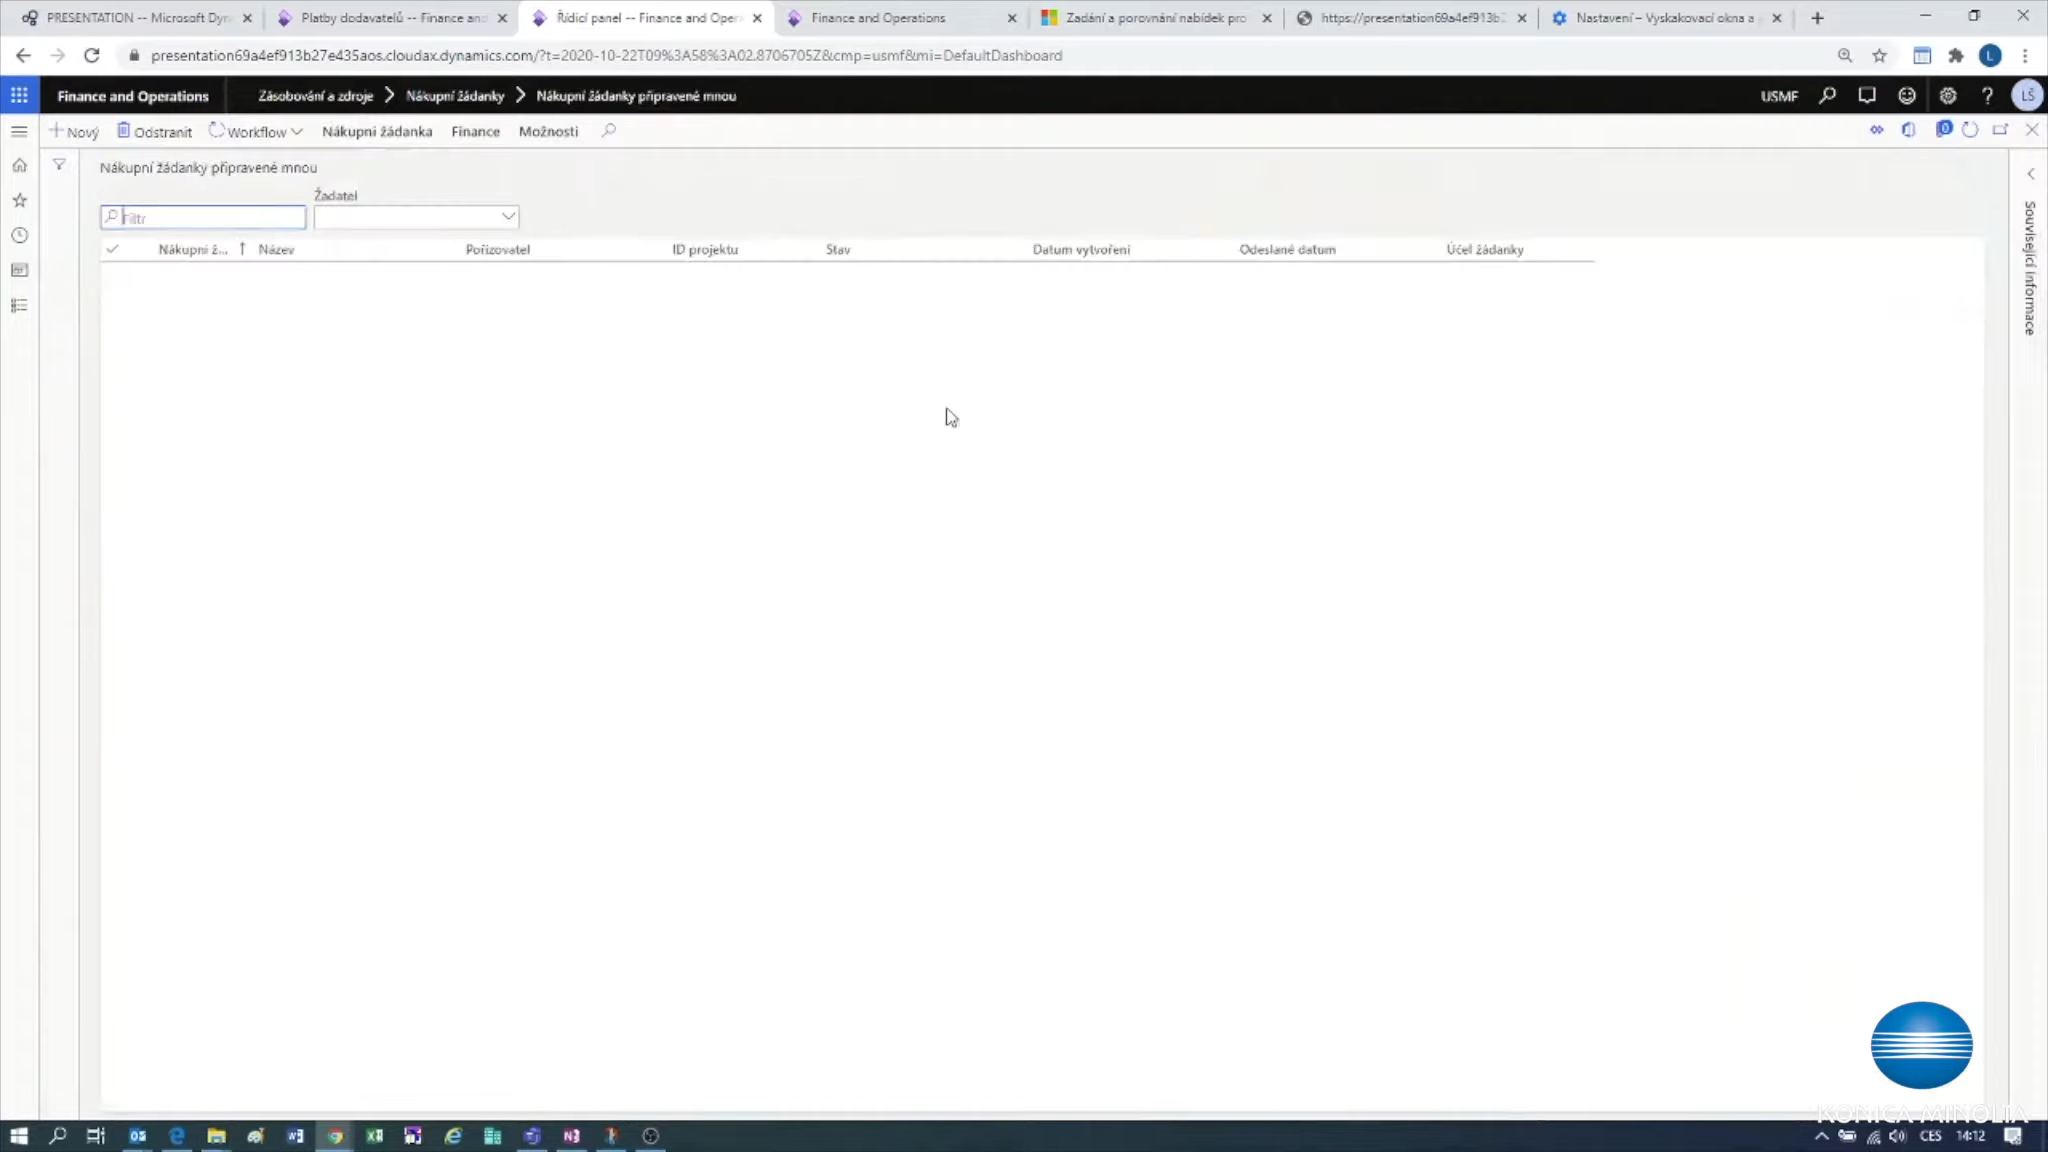 PRESENTATION -- Microsoft Dyn
Platby dodavatelů -- Finance and
Řídicí panel -- Finance and Oper
Finance and Operations
Zadání a porovnání nabídek pro
https://presentation69a4ef913b2
Nastavení – Vyskakovací okna a
presentation69a4ef913b27e435aos.cloudax.dynamics.com/?t=2020-10-22T09%3A58%3A02.8706705Z&cmp=usmf&mi=DefaultDashboard
L
Finance and Operations
Zásobování a zdroje
Nákupní žádanky
Nákupní žádanky připravené mnou
USMF
?
LŠ
Nový
Odstranit
Workflow
Nákupní žádanka
Finance
Možnosti
0
Nákupní žádanky připravené mnou
Žadatel
Filtr
Nákupní ž... ↑ Název Pořizovatel ID projektu Stav Datum vytvoření Odeslané datum Účel žádanky
Související informace
KONICA MINOLTA
CES
14:12